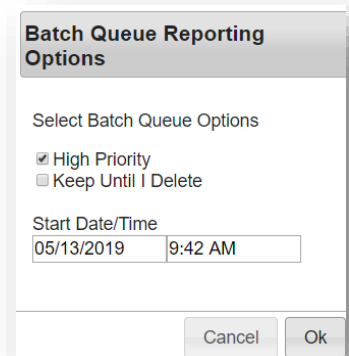 Batch Queue Reporting
Options
Select Batch Queue Options
High Priority
Keep Until I Delete
Start Date/Time
05/13/2019 9:42 AM
Cancel Ok